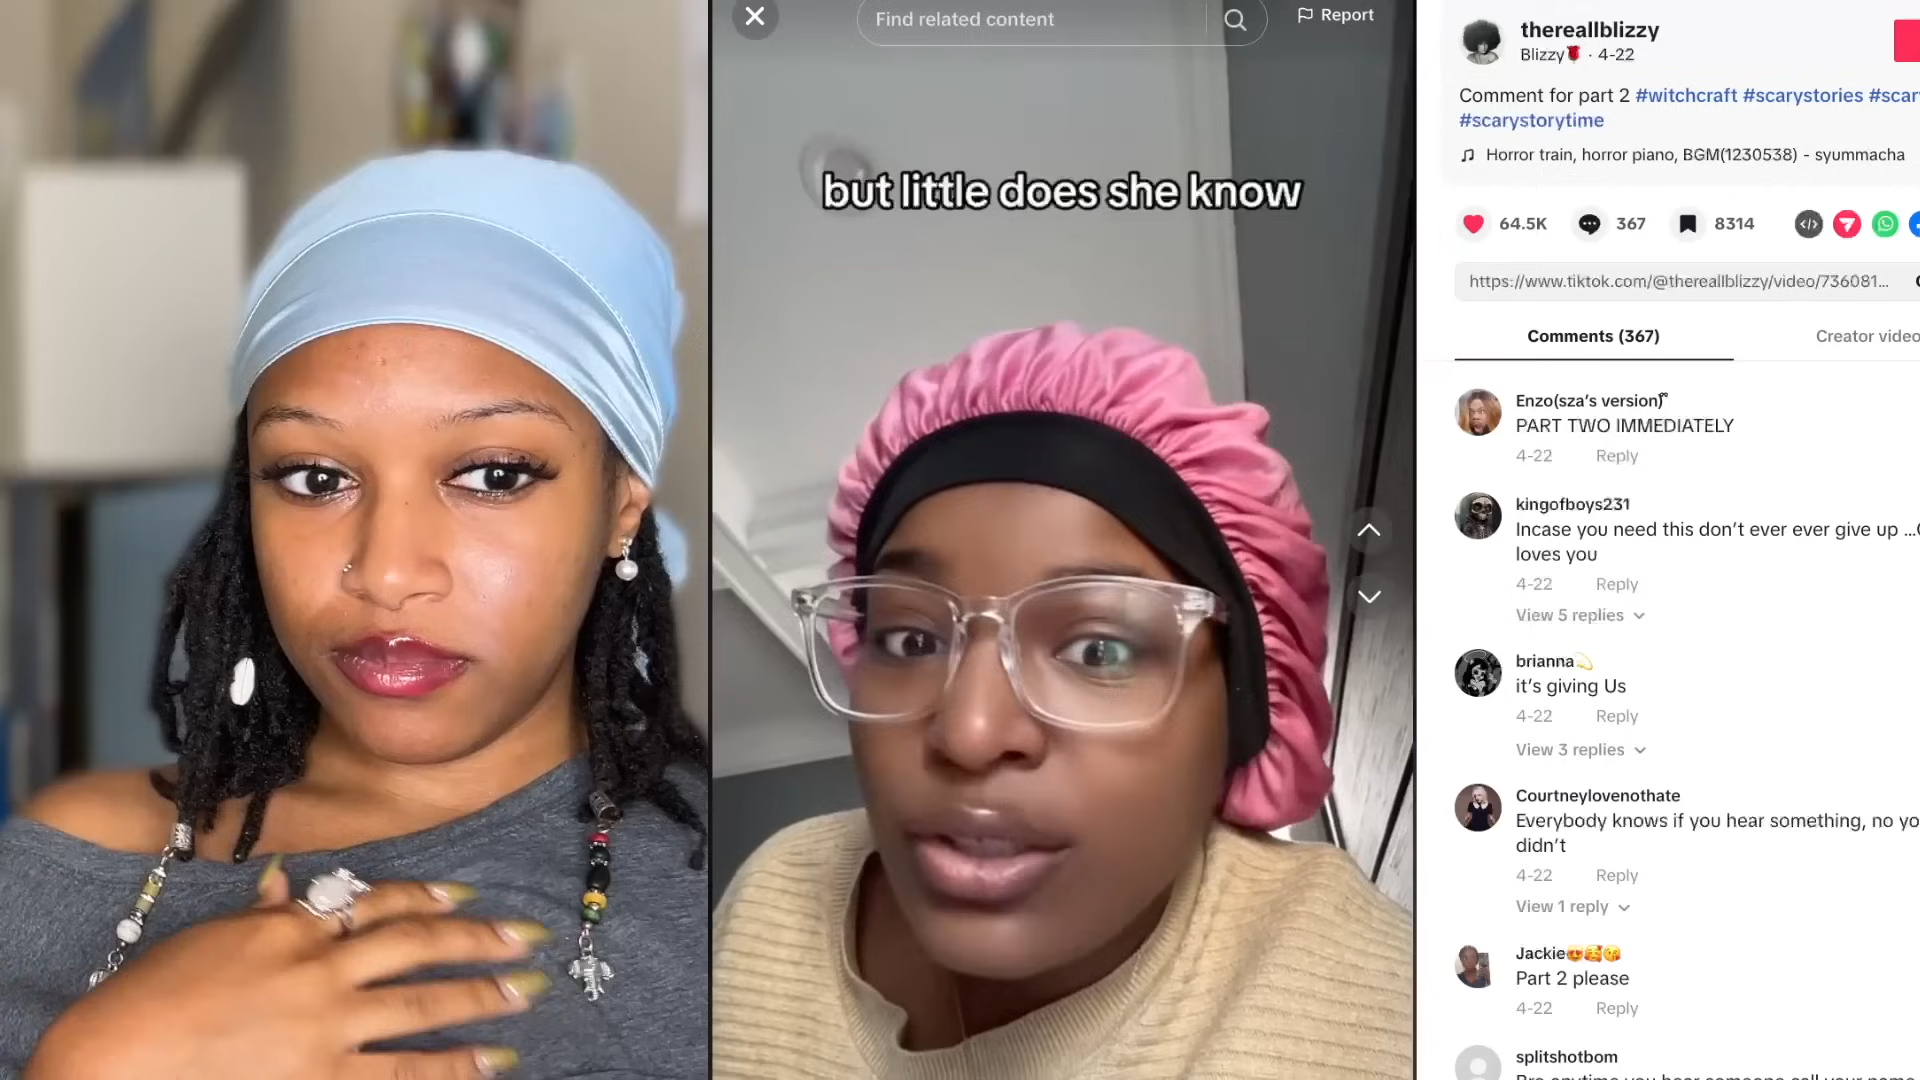 Find related content
Report
but little does she know
thereallblizzy
Blizzy🌹 · 4-22
Comment for part 2 #witchcraft #scarystories #scar
#scarystorytime
Horror train, horror piano, BGM(1230538) - syummacha
64.5K
367
8314
https://www.tiktok.com/@thereallblizzy/video/736081...
Comments (367)
Creator video
Enzo(sza's version)
PART TWO IMMEDIATELY
4-22 Reply
kingofboys231
Incase you need this don't ever ever give up ...
loves you
4-22 Reply
View 5 replies
brianna💫
it's giving Us
4-22 Reply
View 3 replies
Courtneylovenothate
Everybody knows if you hear something, no yo
didn't
4-22 Reply
View 1 reply
Jackie😍🥰😘
Part 2 please
4-22 Reply
splitshotbom